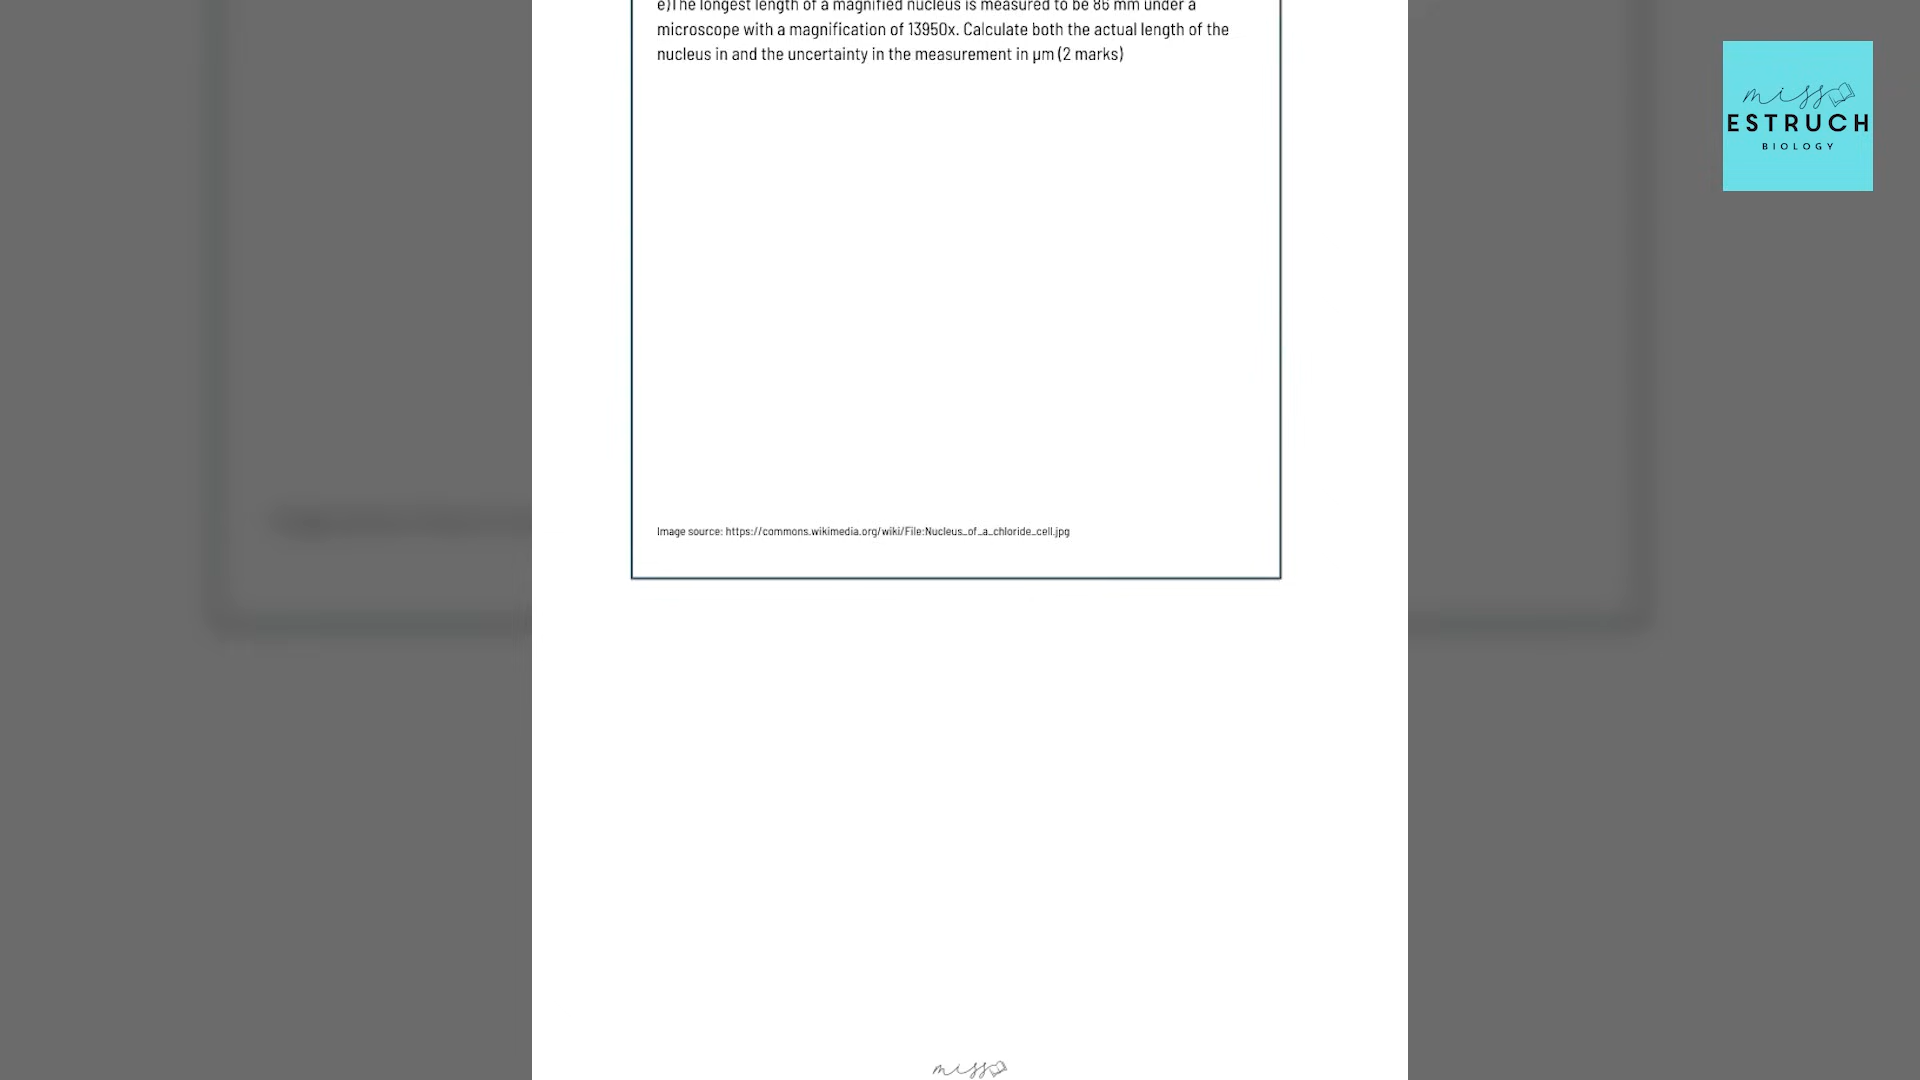 e)The longest length of a magnified nucleus is measured to be 86 mm under a
microscope with a magnification of 13950x. Calculate both the actual length of the
nucleus in and the uncertainty in the measurement in µm (2 marks)
Image source: https://commons.wikimedia.org/wiki/File:Nucleus_of_a_chloride_cell.jpg
miss
ESTRUCH
BIOLOGY
miss